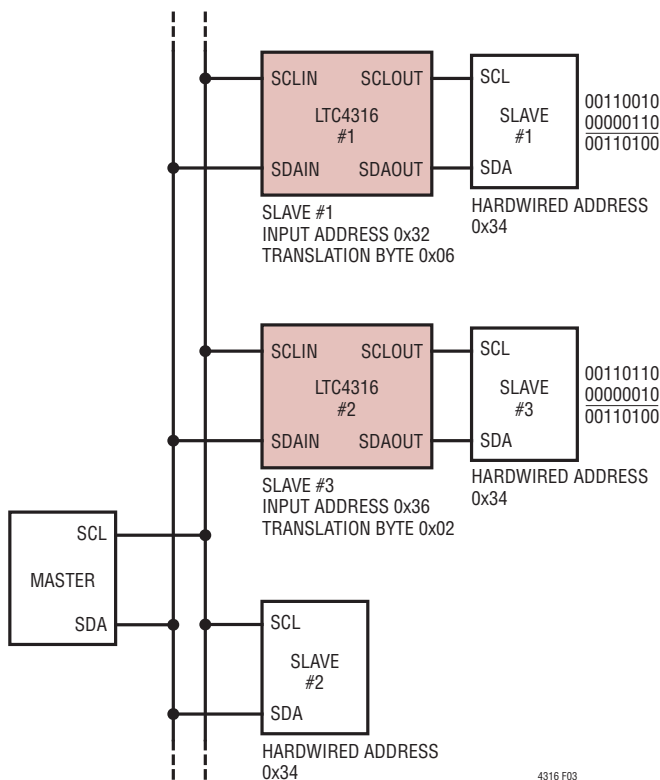 SCLIN SCLOUT
LTC4316
#1
SDAIN SDAOUT
SCL
SLAVE
#1
SDA
00110010
00000110
00110100
SLAVE #1
INPUT ADDRESS 0x32
TRANSLATION BYTE 0x06
HARDWIRED ADDRESS
0x34
SCLIN SCLOUT
LTC4316
#2
SDAIN SDAOUT
SCL
SLAVE
#3
SDA
00110110
00000010
00110100
SLAVE #3
INPUT ADDRESS 0x36
TRANSLATION BYTE 0x02
HARDWIRED ADDRESS
0x34
SCL
MASTER
SDA
SCL
SLAVE
#2
SDA
HARDWIRED ADDRESS
0x34
4316 F03